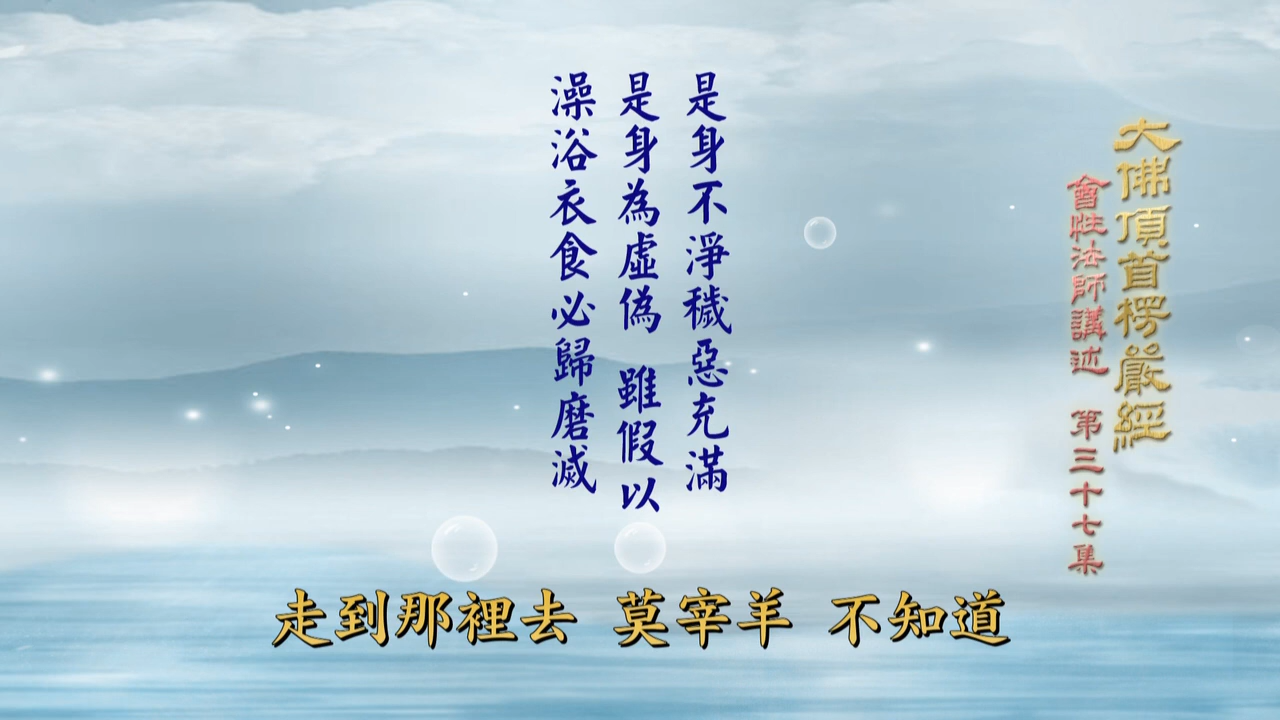 大佛頂首楞嚴經
會性法師講述 第三十七集
是身不淨穢惡充滿
是身為虛偽 雖假以
澡浴衣食必歸磨滅
走到那裡去 莫宰羊 不知道